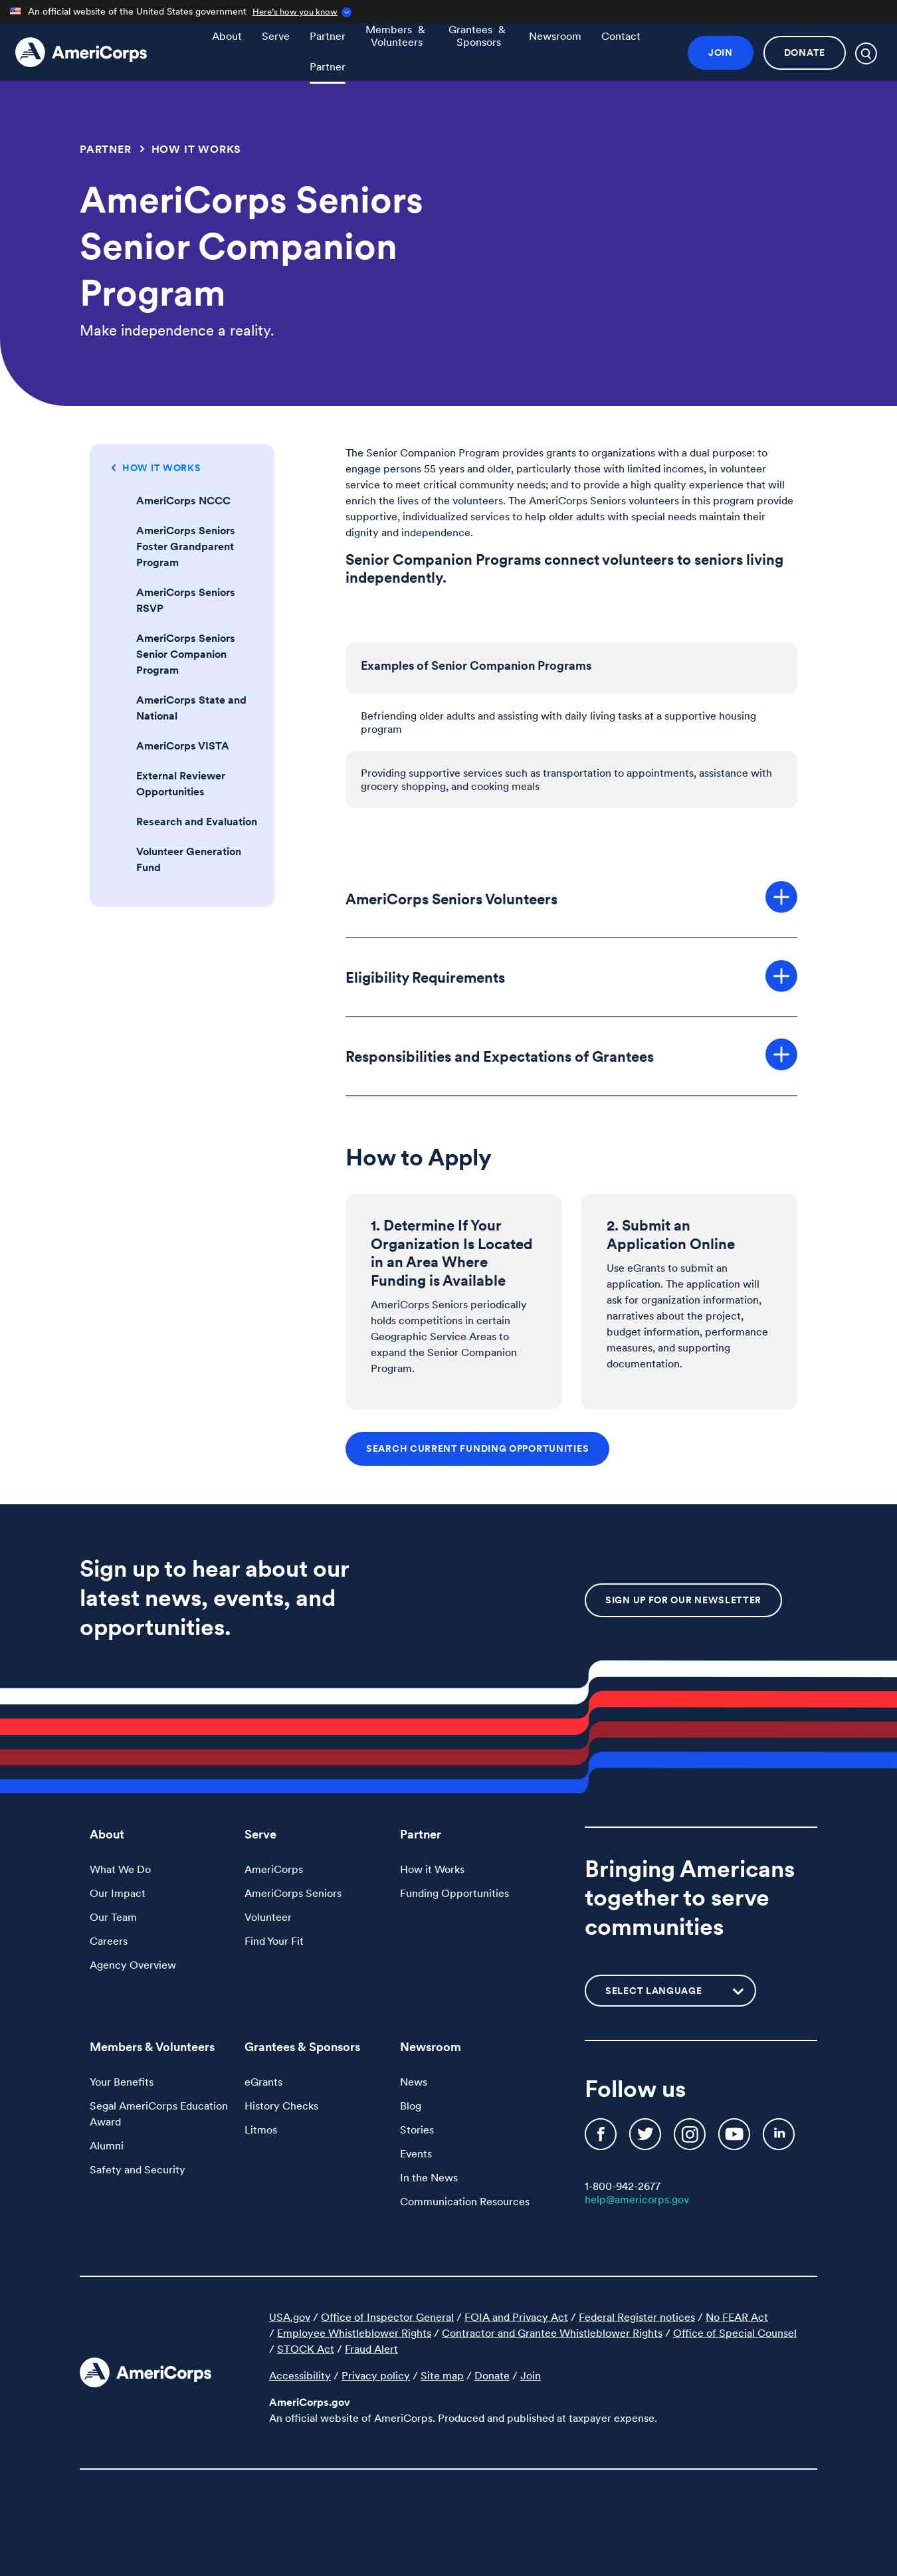 An official website of the United States government Here's how you know
AmeriCorps
About
Serve
Partner
Members &
Volunteers
Grantees &
Sponsors
Newsroom
Contact
Partner
JOIN
DONATE
PARTNER > HOW IT WORKS
AmeriCorps Seniors
Senior Companion
Program
Make independence a reality.
HOW IT WORKS
AmeriCorps NCCC
AmeriCorps Seniors
Foster Grandparent
Program
AmeriCorps Seniors
RSVP
AmeriCorps Seniors
Senior Companion
Program
AmeriCorps State and
National
AmeriCorps VISTA
External Reviewer
Opportunities
Research and Evaluation
Volunteer Generation
Fund
The Senior Companion Program provides grants to organizations with a dual purpose: to
engage persons 55 years and older, particularly those with limited incomes, in volunteer
service to meet critical community needs; and to provide a high quality experience that will
enrich the lives of the volunteers. The AmeriCorps Seniors volunteers in this program provide
supportive, individualized services to help older adults with special needs maintain their
dignity and independence.
Senior Companion Programs connect volunteers to seniors living
independently.
Examples of Senior Companion Programs
Befriending older adults and assisting with daily living tasks at a supportive housing
program
Providing supportive services such as transportation to appointments, assistance with
grocery shopping, and cooking meals
AmeriCorps Seniors Volunteers
Eligibility Requirements
Responsibilities and Expectations of Grantees
How to Apply
1. Determine If Your
Organization Is Located
in an Area Where
Funding is Available
AmeriCorps Seniors periodically
holds competitions in certain
Geographic Service Areas to
expand the Senior Companion
Program.
2. Submit an
Application Online
Use eGrants to submit an
application. The application will
ask for organization information,
narratives about the project,
budget information, performance
measures, and supporting
documentation.
SEARCH CURRENT FUNDING OPPORTUNITIES
Sign up to hear about our
latest news, events, and
opportunities.
SIGN UP FOR OUR NEWSLETTER
About
What We Do
Our Impact
Our Team
Careers
Agency Overview
Serve
AmeriCorps
AmeriCorps Seniors
Volunteer
Find Your Fit
Partner
How it Works
Funding Opportunities
Bringing Americans
together to serve
communities
SELECT LANGUAGE
Members & Volunteers
Your Benefits
Segal AmeriCorps Education
Award
Alumni
Safety and Security
Grantees & Sponsors
eGrants
History Checks
Litmos
Newsroom
News
Blog
Stories
Events
In the News
Communication Resources
Follow us
1-800-942-2677
help@americorps.gov
AmeriCorps
USA.gov / Office of Inspector General / FOIA and Privacy Act / Federal Register notices / No FEAR Act
/ Employee Whistleblower Rights / Contractor and Grantee Whistleblower Rights / Office of Special Counsel
/ STOCK Act / Fraud Alert
Accessibility / Privacy policy / Site map / Donate / Join
AmeriCorps.gov
An official website of AmeriCorps. Produced and published at taxpayer expense.